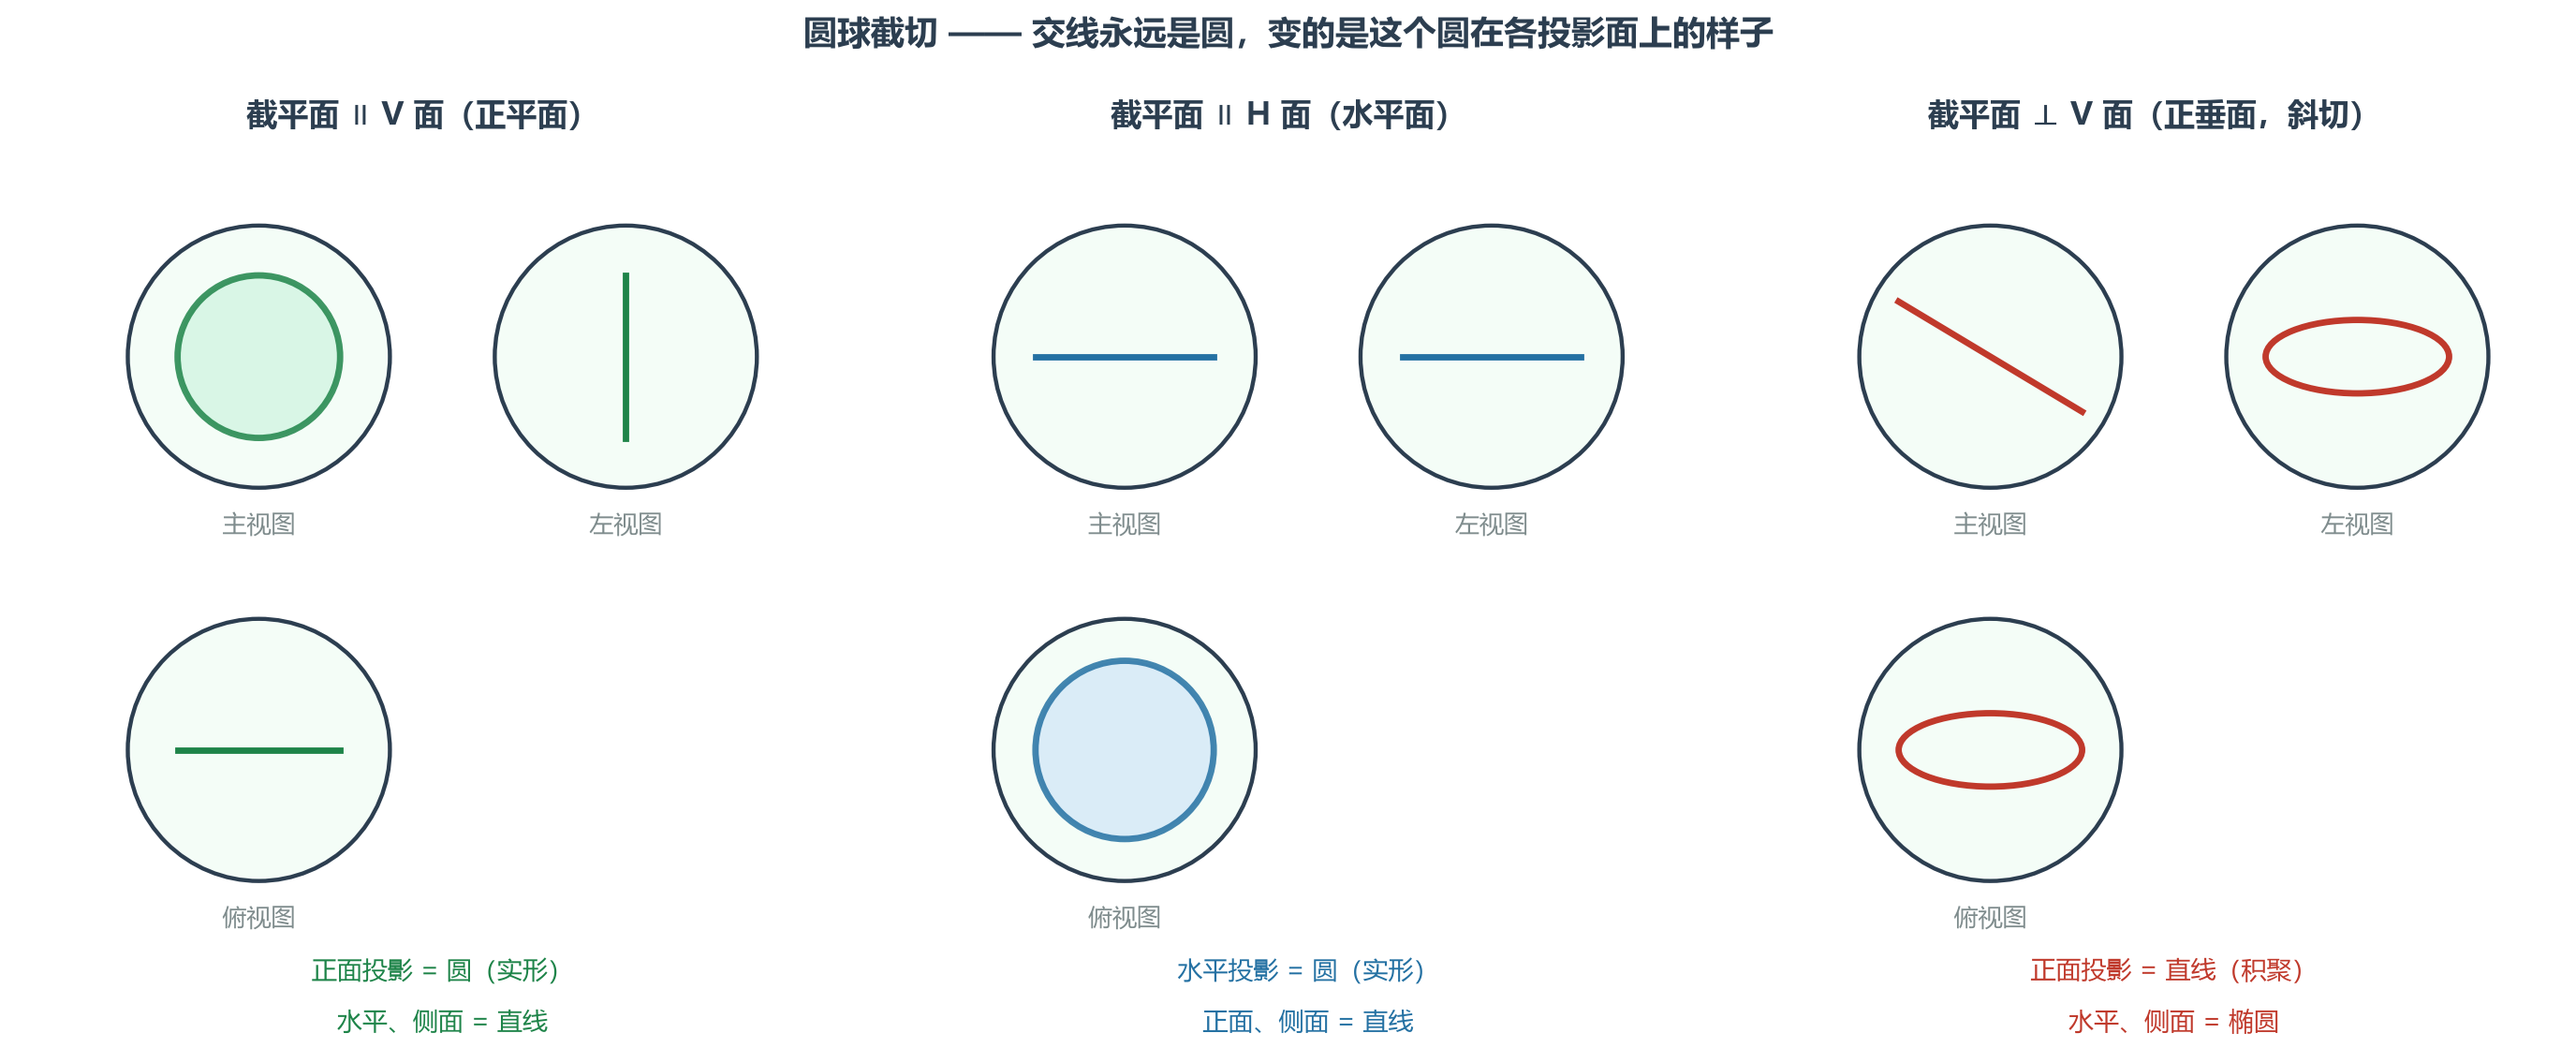 圆球截切 —— 交线永远是圆，变的是这个圆在各投影面上的样子
截平面 ∥ V 面（正平面）
截平面 ∥ H 面（水平面）
截平面 ⊥ V 面（正垂面，斜切）
主视图
左视图
主视图
左视图
主视图
左视图
俯视图
俯视图
俯视图
正面投影 = 圆（实形）
水平、侧面 = 直线
水平投影 = 圆（实形）
正面、侧面 = 直线
正面投影 = 直线（积聚）
水平、侧面 = 椭圆